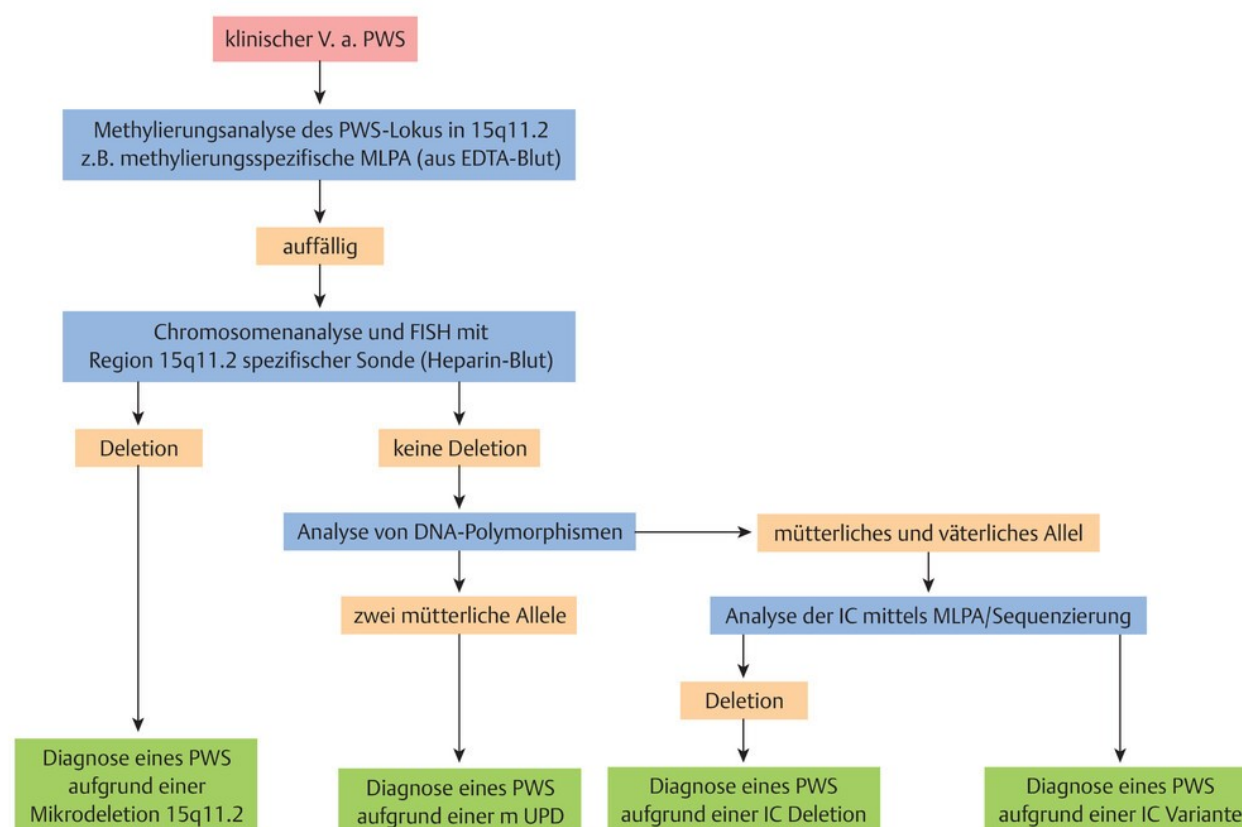 klinischer V. a. PWS
Methylierungsanalyse des PWS-Lokus in 15q11.2
z.B. methylierungsspezifische MLPA (aus EDTA-Blut)
auffällig
Chromosomenanalyse und FISH mit
Region 15q11.2 spezifischer Sonde (Heparin-Blut)
Deletion
keine Deletion
Analyse von DNA-Polymorphismen
mütterliches und väterliches Allel
zwei mütterliche Allele
Analyse der IC mittels MLPA/Sequenzierung
Deletion
Diagnose eines PWS
aufgrund einer
Mikrodeletion 15q11.2
Diagnose eines PWS
aufgrund einer m UPD
Diagnose eines PWS
aufgrund einer IC Deletion
Diagnose eines PWS
aufgrund einer IC Variante